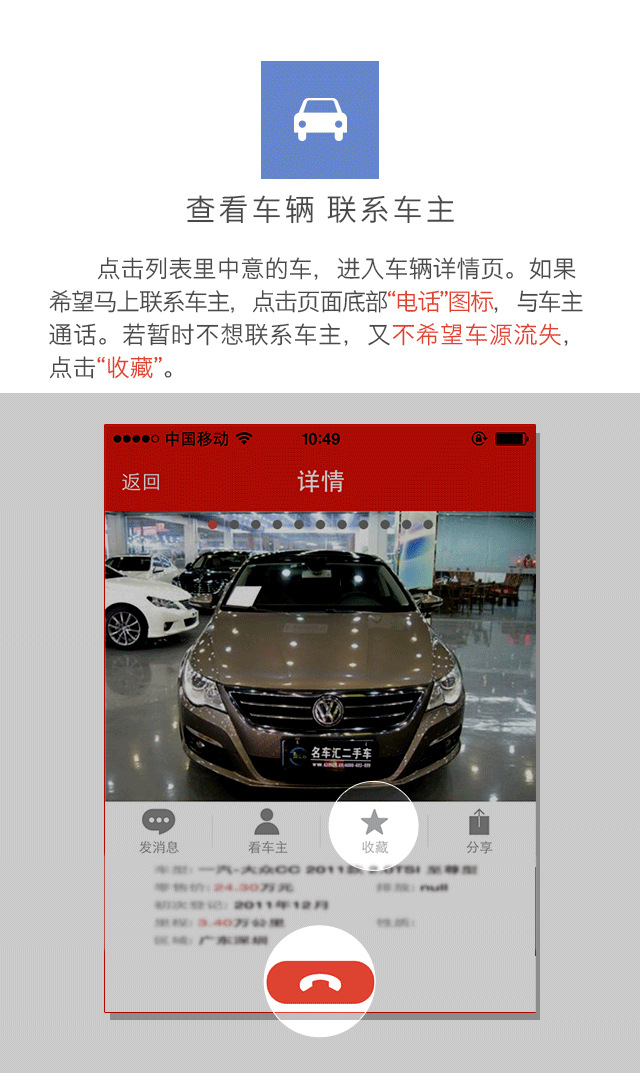 查看车辆 联系车主
点击列表里中意的车，进入车辆详情页。如果
希望马上联系车主，点击页面底部“电话”图标，与车主
通话。若暂时不想联系车主，又不希望车源流失，
点击“收藏”。
中国移动 10:49
返回 详情
名车汇二手车
发消息 看车主 收藏 分享
车型: 一汽-大众CC 2011款 2.0TSI 至尊型
零售价: 24.30万元 排放: null
初次登记: 2011年12月
里程: 3.40万公里 性质:
区域: 广东深圳